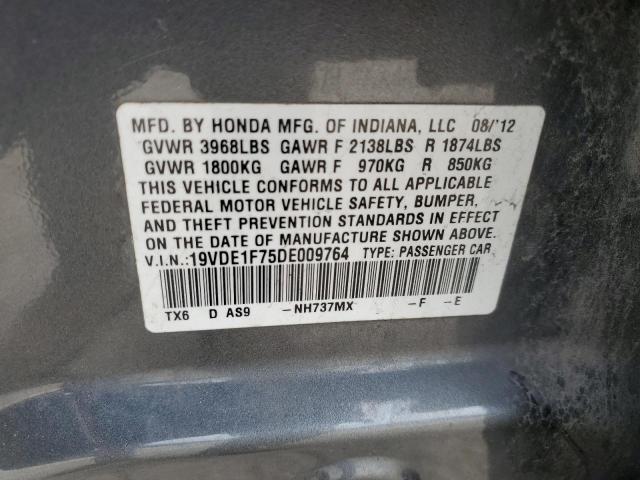 MFD. BY HONDA MFG. OF INDIANA, LLC 08/'12
GVWR 3968LBS GAWR F 2138LBS R 1874LBS
GVWR 1800KG GAWR F 970KG R 850KG
THIS VEHICLE CONFORMS TO ALL APPLICABLE
FEDERAL MOTOR VEHICLE SAFETY, BUMPER,
AND THEFT PREVENTION STANDARDS IN EFFECT
ON THE DATE OF MANUFACTURE SHOWN ABOVE.
V.I.N.:19VDE1F75DE009764 TYPE: PASSENGER CAR
TX6 D AS9 -NH737MX -F -E